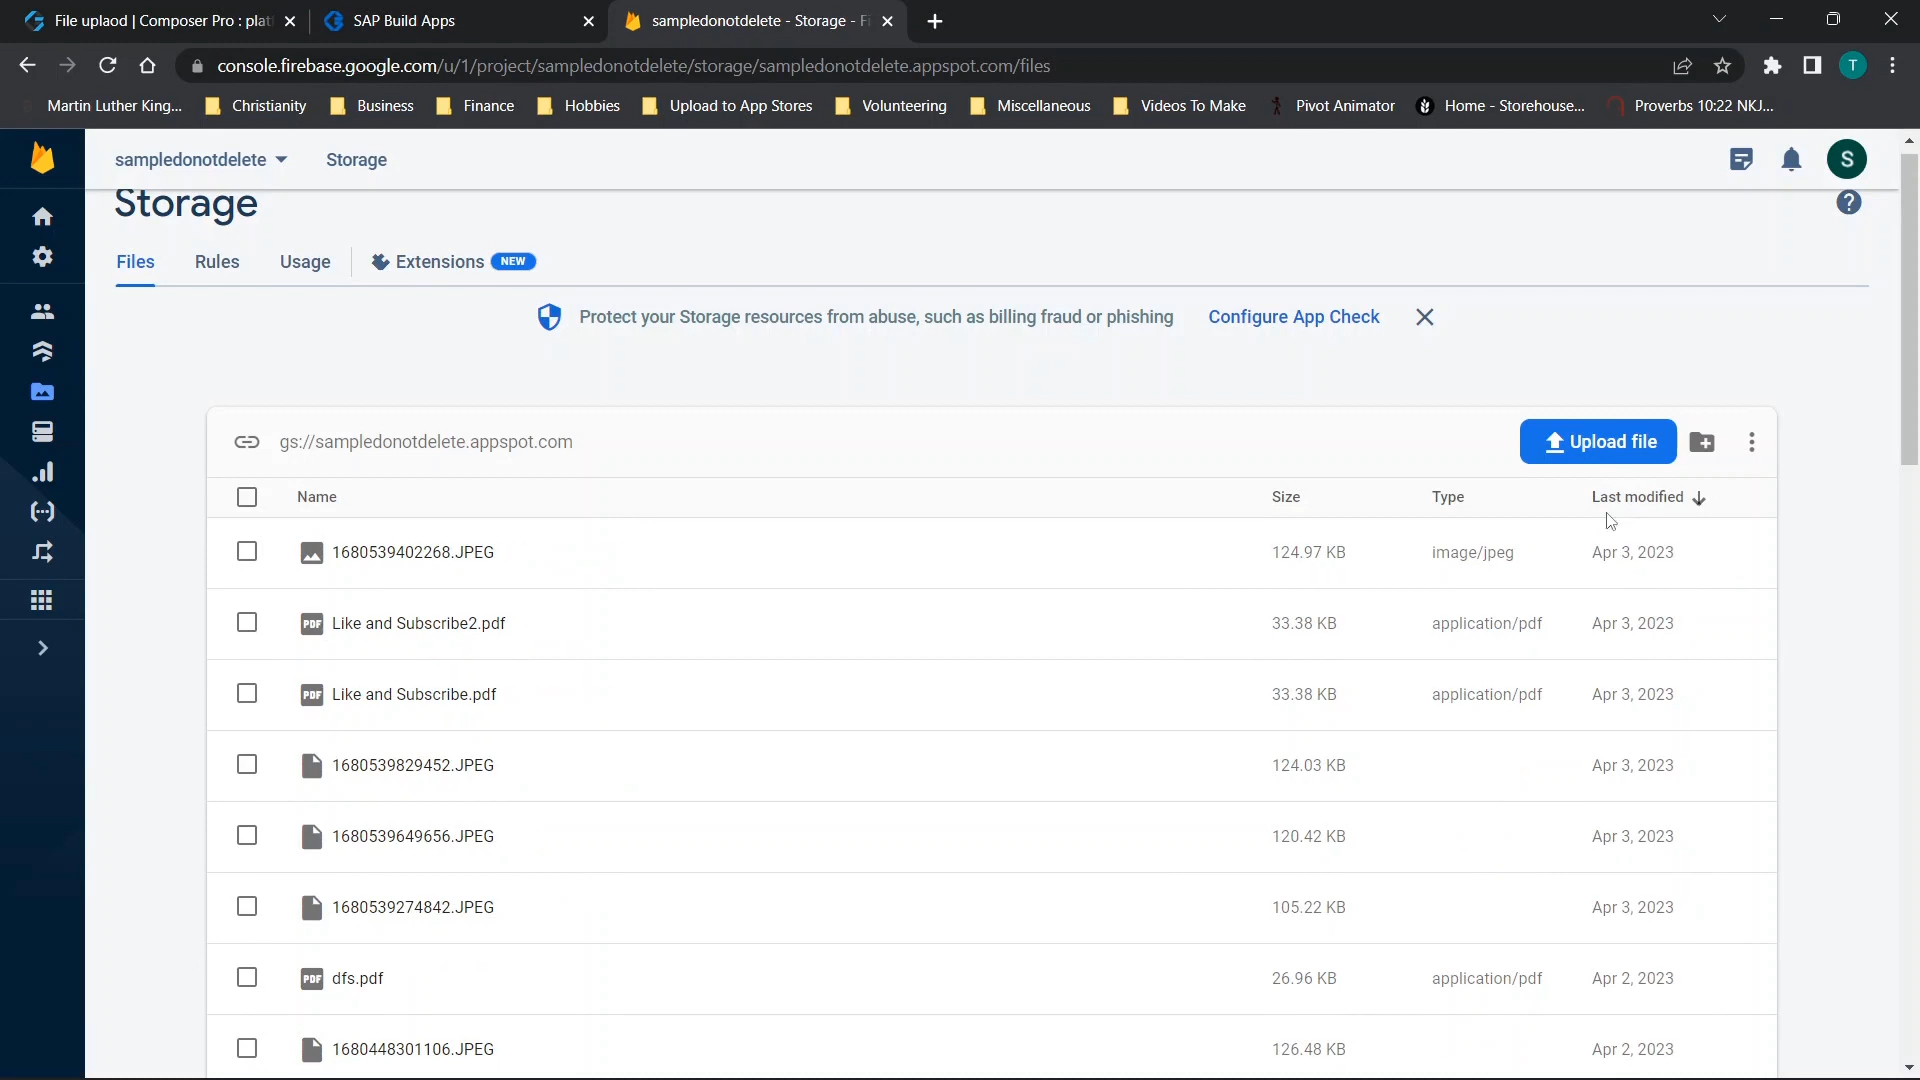 File uplaod | Composer Pro : plat
SAP Build Apps
sampledonotdelete - Storage - Fi
console.firebase.google.com/u/1/project/sampledonotdelete/storage/sampledonotdelete.appspot.com/files
T
Martin Luther King...
Christianity
Business
Finance
Hobbies
Upload to App Stores
Volunteering
Miscellaneous
Videos To Make
Pivot Animator
Home - Storehouse...
Proverbs 10:22 NKJ...
sampledonotdelete
Storage
S
Storage
?
Files
Rules
Usage
Extensions NEW
Protect your Storage resources from abuse, such as billing fraud or phishing Configure App Check
gs://sampledonotdelete.appspot.com
Upload file
Name Size Type Last modified
1680539402268.JPEG 124.97 KB image/jpeg Apr 3, 2023
PDF Like and Subscribe2.pdf 33.38 KB application/pdf Apr 3, 2023
PDF Like and Subscribe.pdf 33.38 KB application/pdf Apr 3, 2023
1680539829452.JPEG 124.03 KB Apr 3, 2023
1680539649656.JPEG 120.42 KB Apr 3, 2023
1680539274842.JPEG 105.22 KB Apr 3, 2023
PDF dfs.pdf 26.96 KB application/pdf Apr 2, 2023
1680448301106.JPEG 126.48 KB Apr 2, 2023